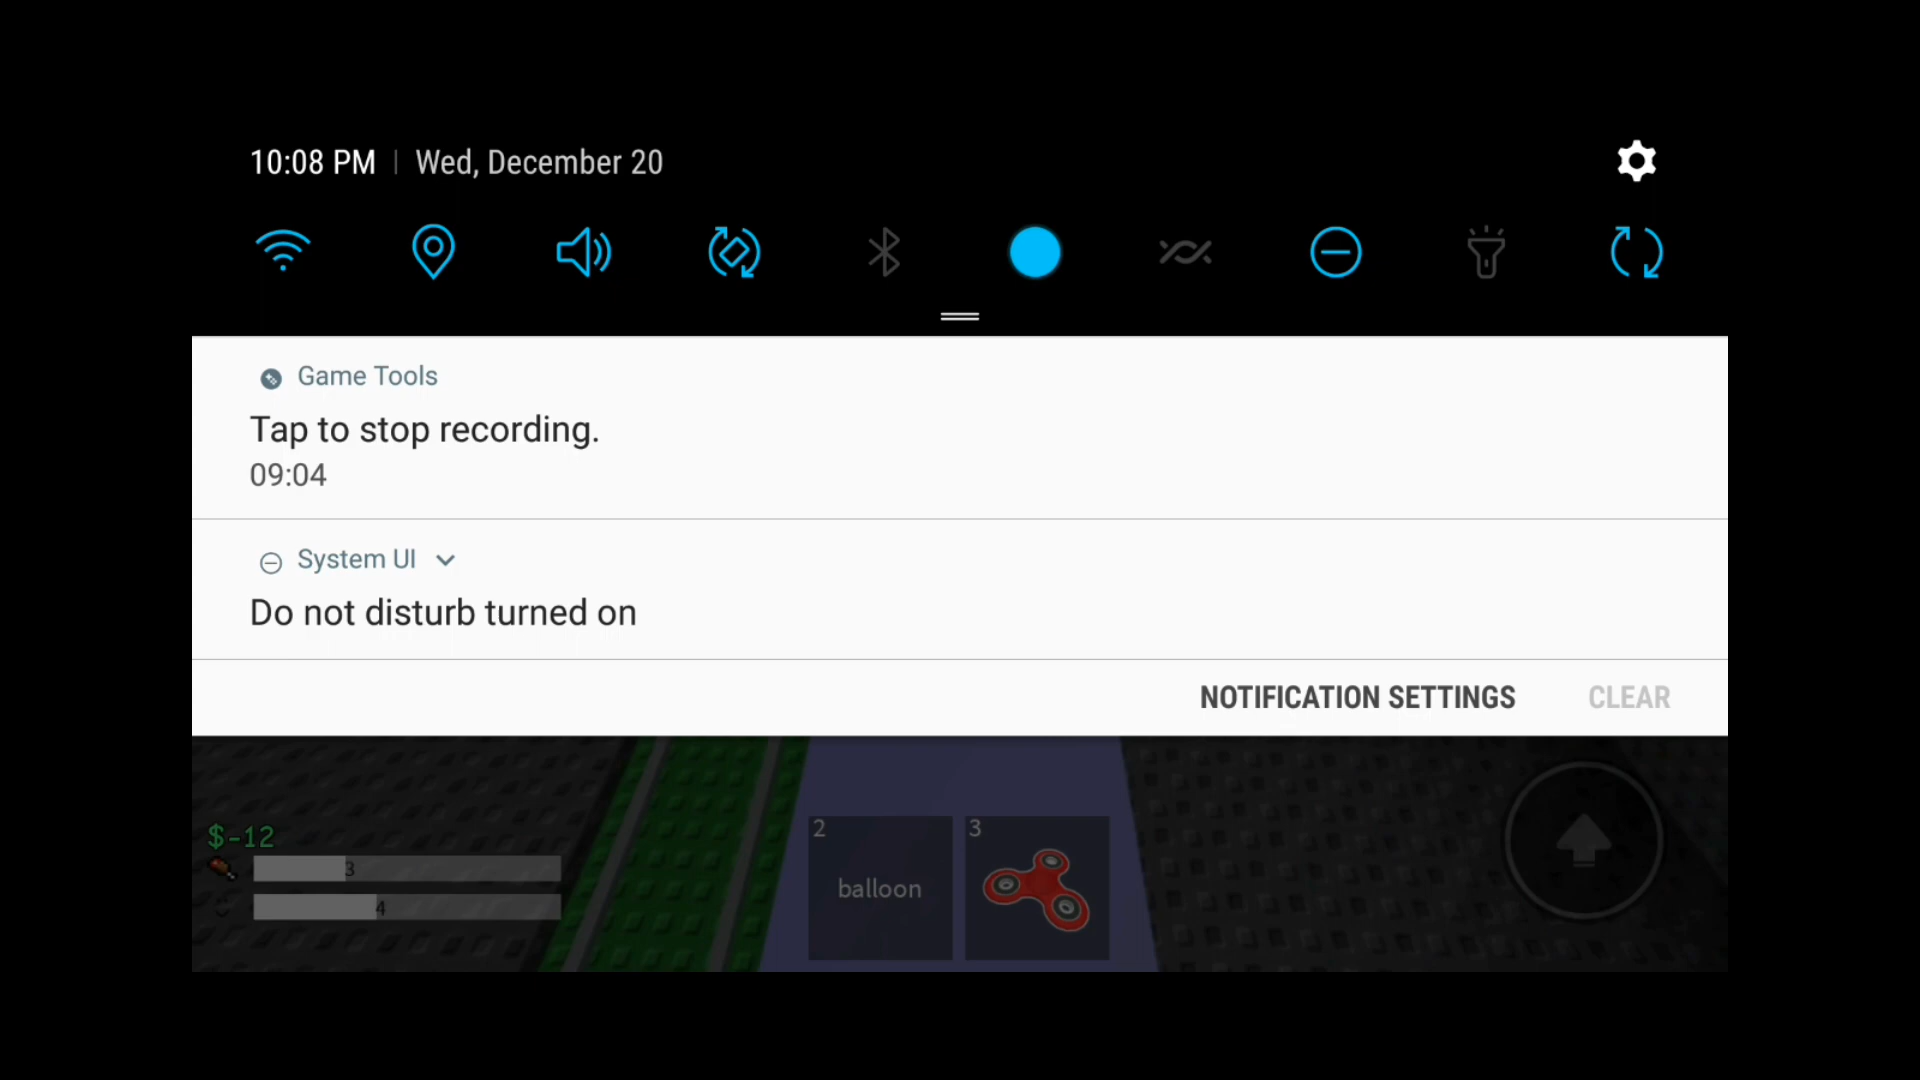 10:08 PM | Wed, December 20
Game Tools
Tap to stop recording.
09:04
System UI
Do not disturb turned on
NOTIFICATION SETTINGS CLEAR
$-12
3
4
2
balloon
3